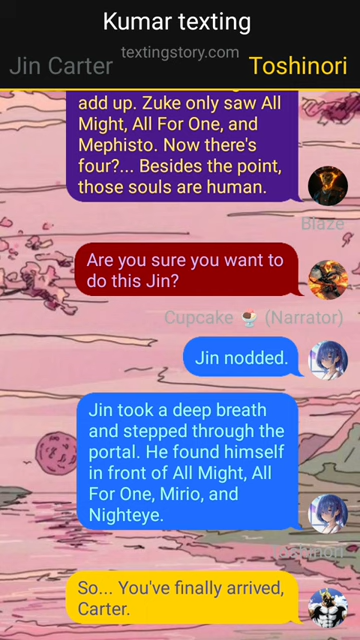 Kumar texting
textingstory.com
Jin Carter
Toshinori
add up. Zuke only saw All
Might, All For One, and
Mephisto. Now there's
four?... Besides the point,
those souls are human.
Blaze
Are you sure you want to
do this Jin?
Cupcake 🍨 (Narrator)
Jin nodded.
Jin took a deep breath
and stepped through the
portal. He found himself
in front of All Might, All
For One, Mirio, and
Nighteye.
Toshinori
So... You've finally arrived,
Carter.